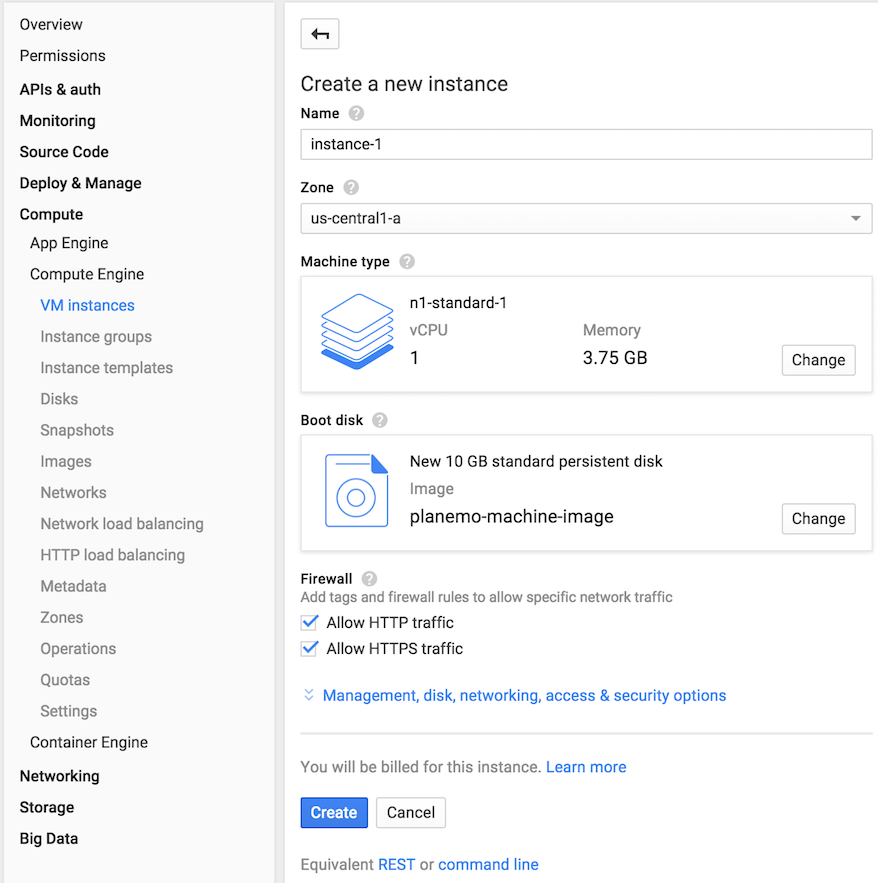 Overview
Permissions
APIs & auth
Monitoring
Source Code
Deploy & Manage
Compute
App Engine
Compute Engine
VM instances
Instance groups
Instance templates
Disks
Snapshots
Images
Networks
Network load balancing
HTTP load balancing
Metadata
Zones
Operations
Quotas
Settings
Container Engine
Networking
Storage
Big Data
Create a new instance
Name ?
instance-1
Zone ?
us-central1-a
Machine type ?
n1-standard-1
vCPU Memory
1 3.75 GB
Change
Boot disk ?
New 10 GB standard persistent disk
Image
planemo-machine-image
Change
Firewall ?
Add tags and firewall rules to allow specific network traffic
Allow HTTP traffic
Allow HTTPS traffic
Management, disk, networking, access & security options
You will be billed for this instance. Learn more
Create Cancel
Equivalent REST or command line